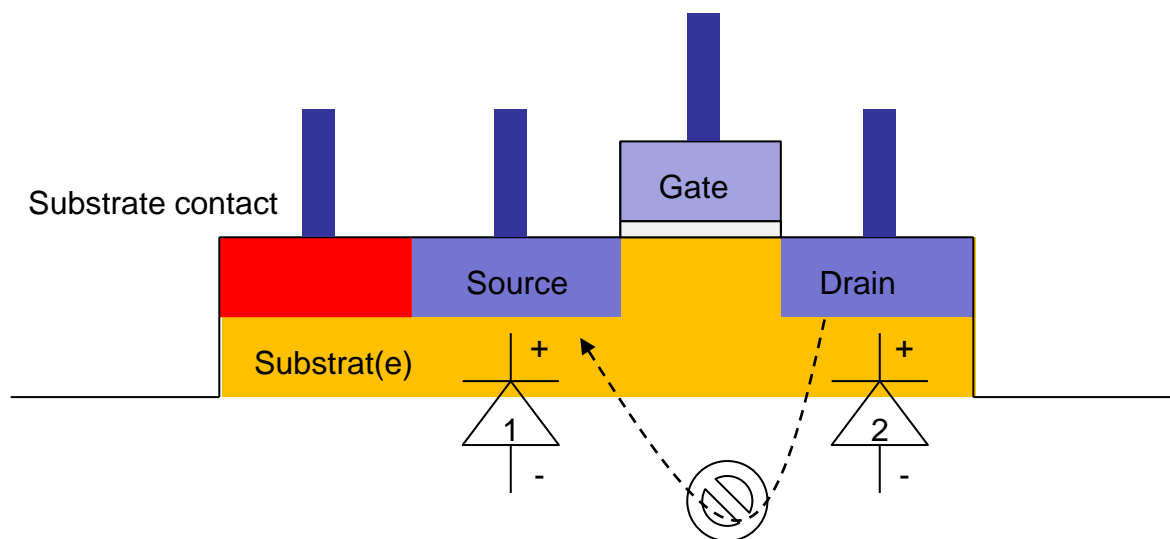 Gate
Substrate contact
Source
Drain
Substrat(e)
+
+
1
2
-
-